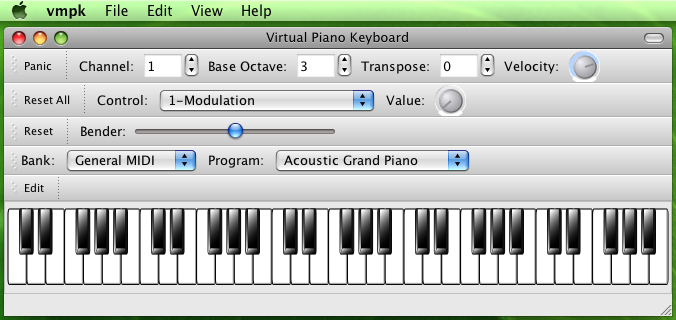 vmpk File Edit View Help
Virtual Piano Keyboard
Panic Channel: 1 Base Octave: 3 Transpose: 0 Velocity:
Reset All Control: 1-Modulation Value:
Reset Bender:
Bank: General MIDI Program: Acoustic Grand Piano
Edit